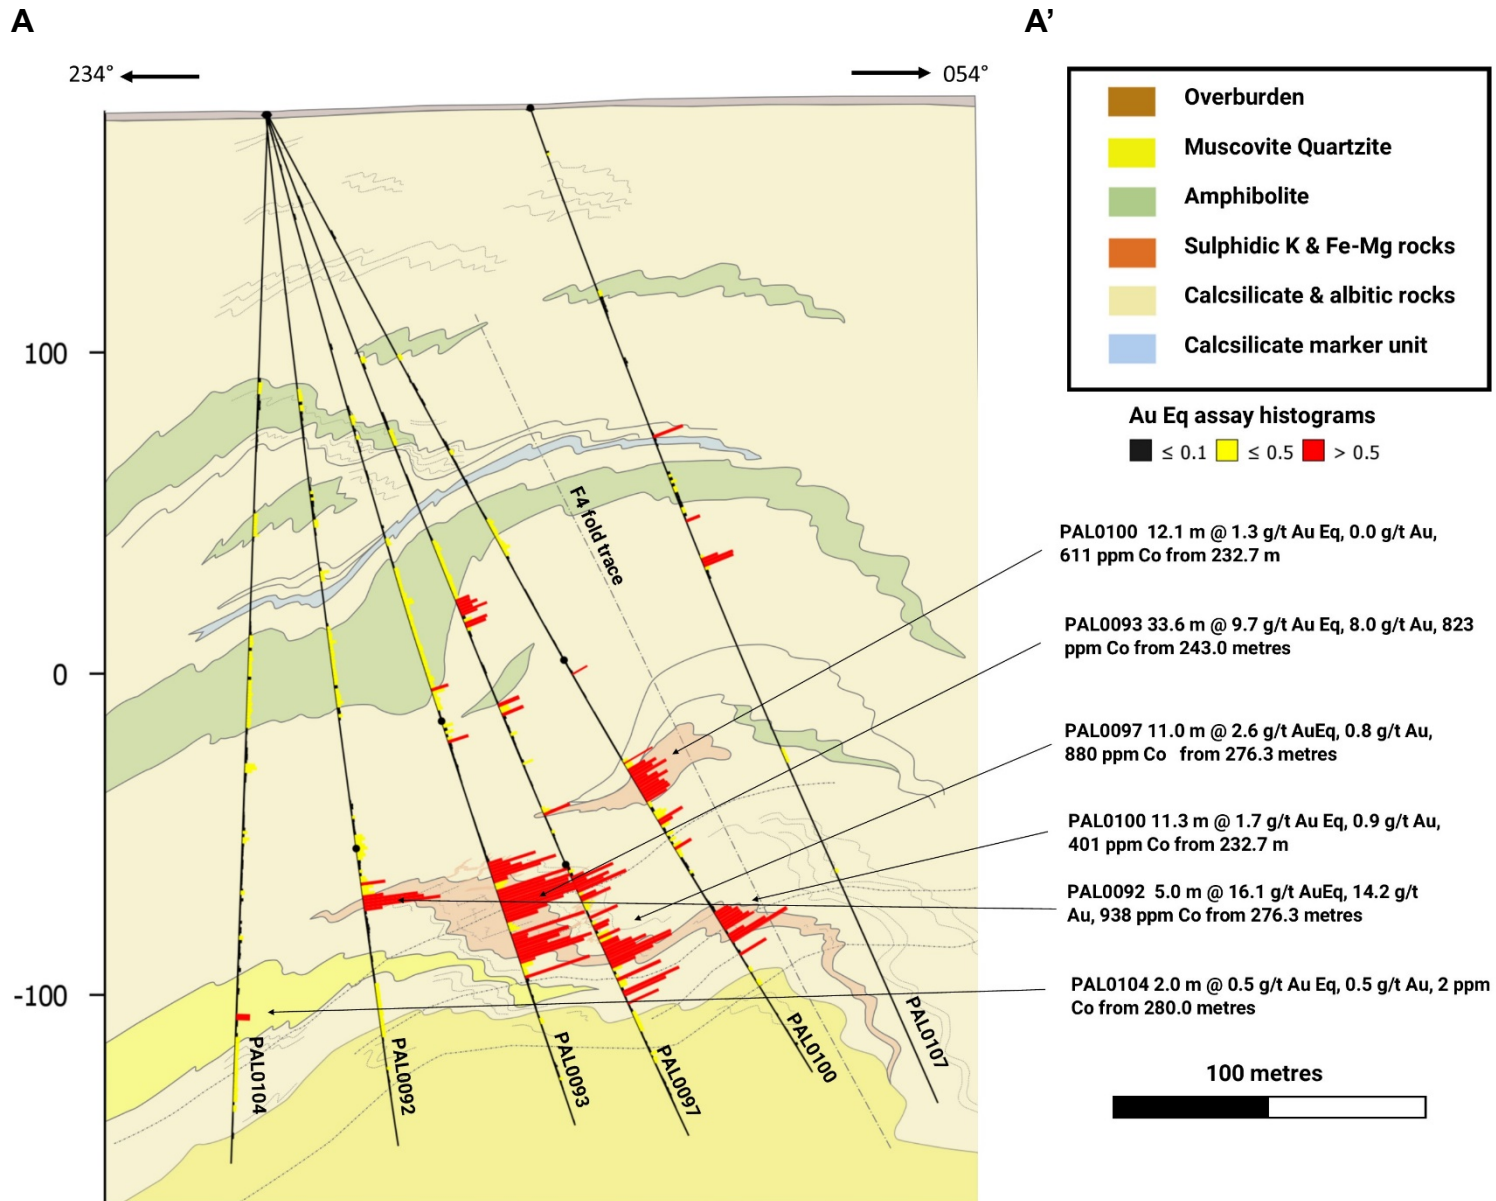 A
A’
234°
054°
Overburden
Muscovite Quartzite
Amphibolite
Sulphidic K & Fe-Mg rocks
Calcsilicate & albitic rocks
Calcsilicate marker unit
Au Eq assay histograms
≤ 0.1
≤ 0.5
> 0.5
100
0
-100
F4 fold trace
PAL0100 12.1 m @ 1.3 g/t Au Eq, 0.0 g/t Au,
611 ppm Co from 232.7 m
PAL0093 33.6 m @ 9.7 g/t Au Eq, 8.0 g/t Au, 823
ppm Co from 243.0 metres
PAL0097 11.0 m @ 2.6 g/t AuEq, 0.8 g/t Au,
880 ppm Co from 276.3 metres
PAL0100 11.3 m @ 1.7 g/t Au Eq, 0.9 g/t Au,
401 ppm Co from 232.7 m
PAL0092 5.0 m @ 16.1 g/t AuEq, 14.2 g/t
Au, 938 ppm Co from 276.3 metres
PAL0104 2.0 m @ 0.5 g/t Au Eq, 0.5 g/t Au, 2 ppm
Co from 280.0 metres
PAL0104
PAL0092
PAL0093
PAL0097
PAL0100
PAL0107
100 metres